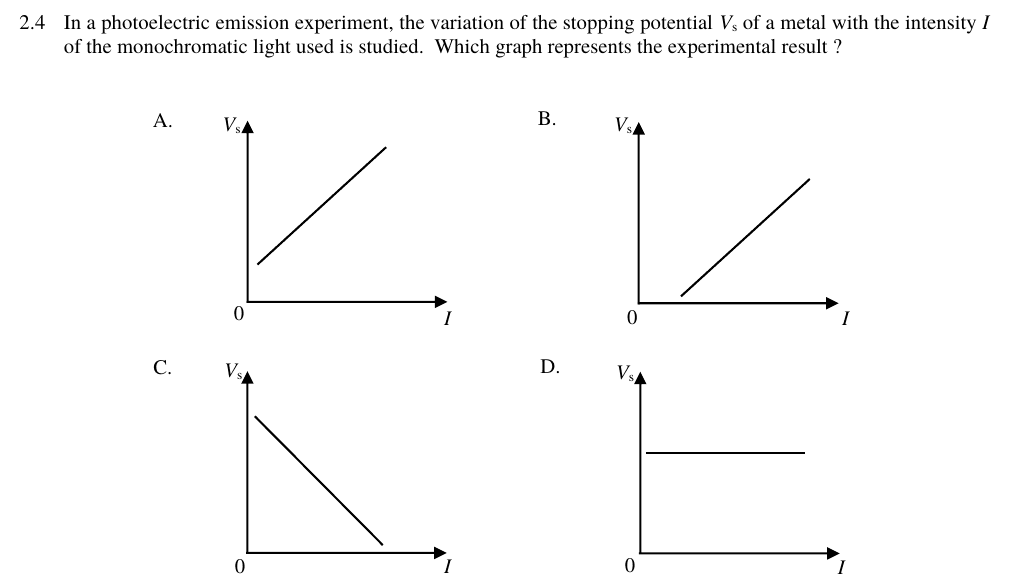 2.4 In a photoelectric emission experiment, the variation of the stopping potential Vs of a metal with the intensity I
of the monochromatic light used is studied. Which graph represents the experimental result ?
A. Vs
0 I
B. Vs
0 I
C. Vs
0 I
D. Vs
0 I